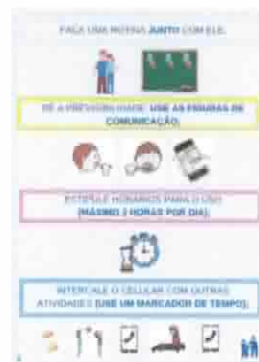 FAÇA UMA ROTINA JUNTO COM ELE;
DÊ A PREVISIBILIDADE: USE AS FIGURAS DE
COMUNICAÇÃO;
ESTIPULE HORÁRIOS PARA O USO
(MÁXIMO 2 HORAS POR DIA);
INTERCALE O CELULAR COM OUTRAS
ATIVIDADES (USE UM MARCADOR DE TEMPO);